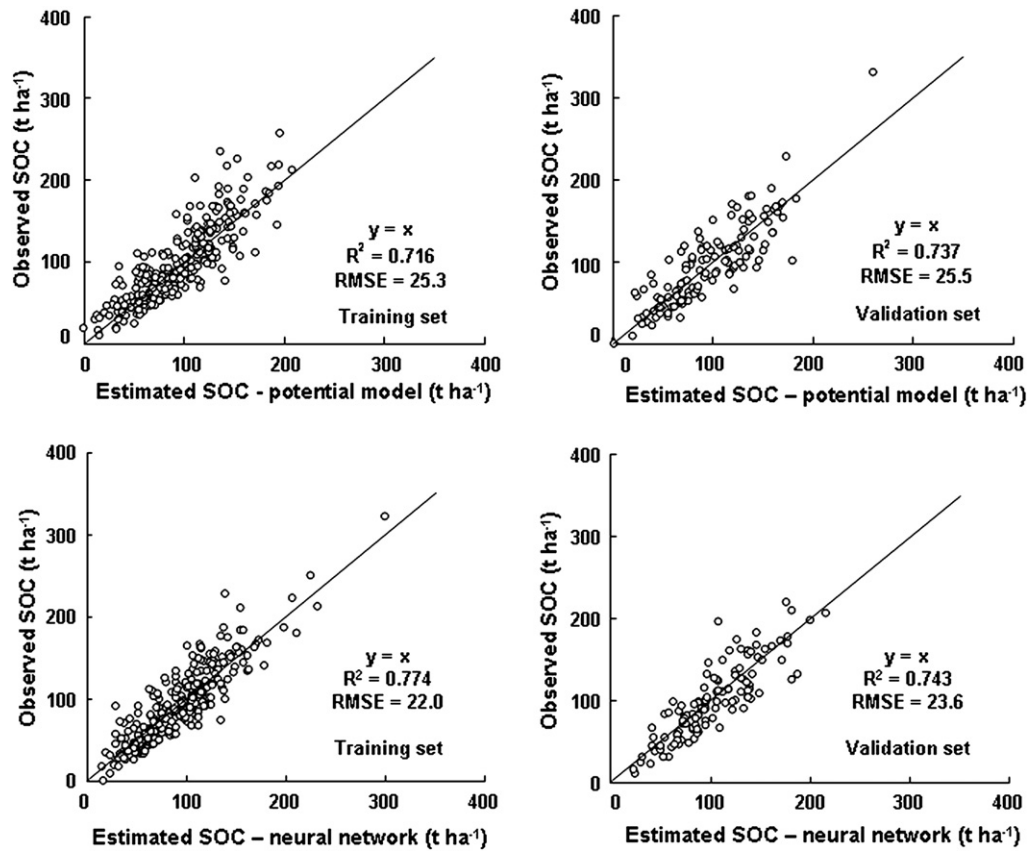 400
300
200
100
0
Observed SOC (t ha⁻¹)
y = x
R² = 0.716
RMSE = 25.3
Training set
0 100 200 300 400
Estimated SOC - potential model (t ha⁻¹)
400
300
200
100
0
Observed SOC (t ha⁻¹)
y = x
R² = 0.737
RMSE = 25.5
Validation set
0 100 200 300 400
Estimated SOC – potential model (t ha⁻¹)
400
300
200
100
0
Observed SOC (t ha⁻¹)
y = x
R² = 0.774
RMSE = 22.0
Training set
0 100 200 300 400
Estimated SOC – neural network (t ha⁻¹)
400
300
200
100
0
Observed SOC (t ha⁻¹)
y = x
R² = 0.743
RMSE = 23.6
Validation set
0 100 200 300 400
Estimated SOC – neural network (t ha⁻¹)